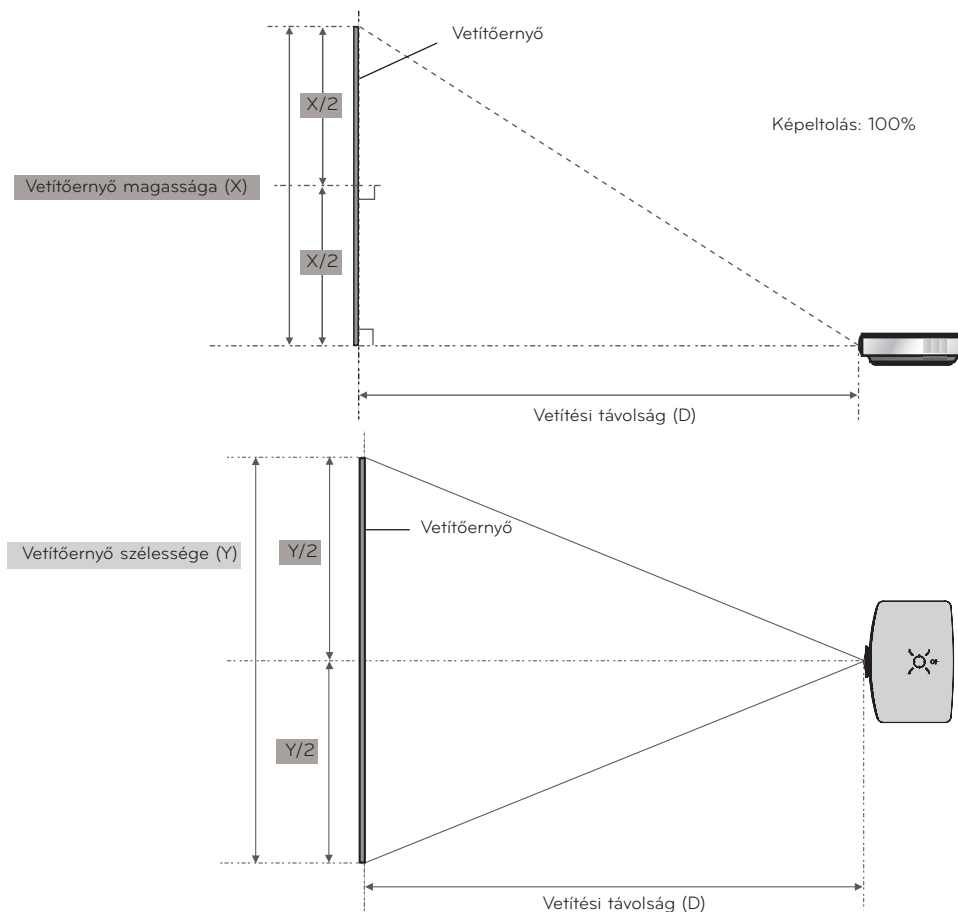 Vetítőernyő
X/2
Képeltolás: 100%
Vetítőernyő magassága (X)
X/2
Vetítési távolság (D)
Vetítőernyő
Vetítőernyő szélessége (Y)
Y/2
Y/2
Vetítési távolság (D)